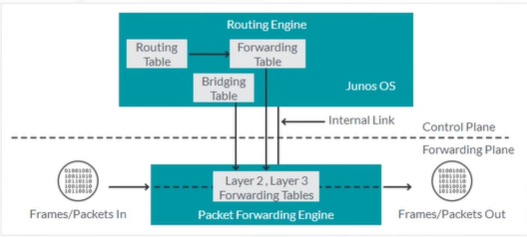 Routing Engine
Routing
Table
Forwarding
Table
Bridging
Table
Junos OS
Internal Link
Control Plane
Forwarding Plane
01001001
10011010
10110110
10010010
10110010
Layer 2 , Layer 3
Forwarding Tables
01001001
10011010
10110110
10010010
10110010
Frames/Packets In
Packet Forwarding Engine
Frames/Packets Out